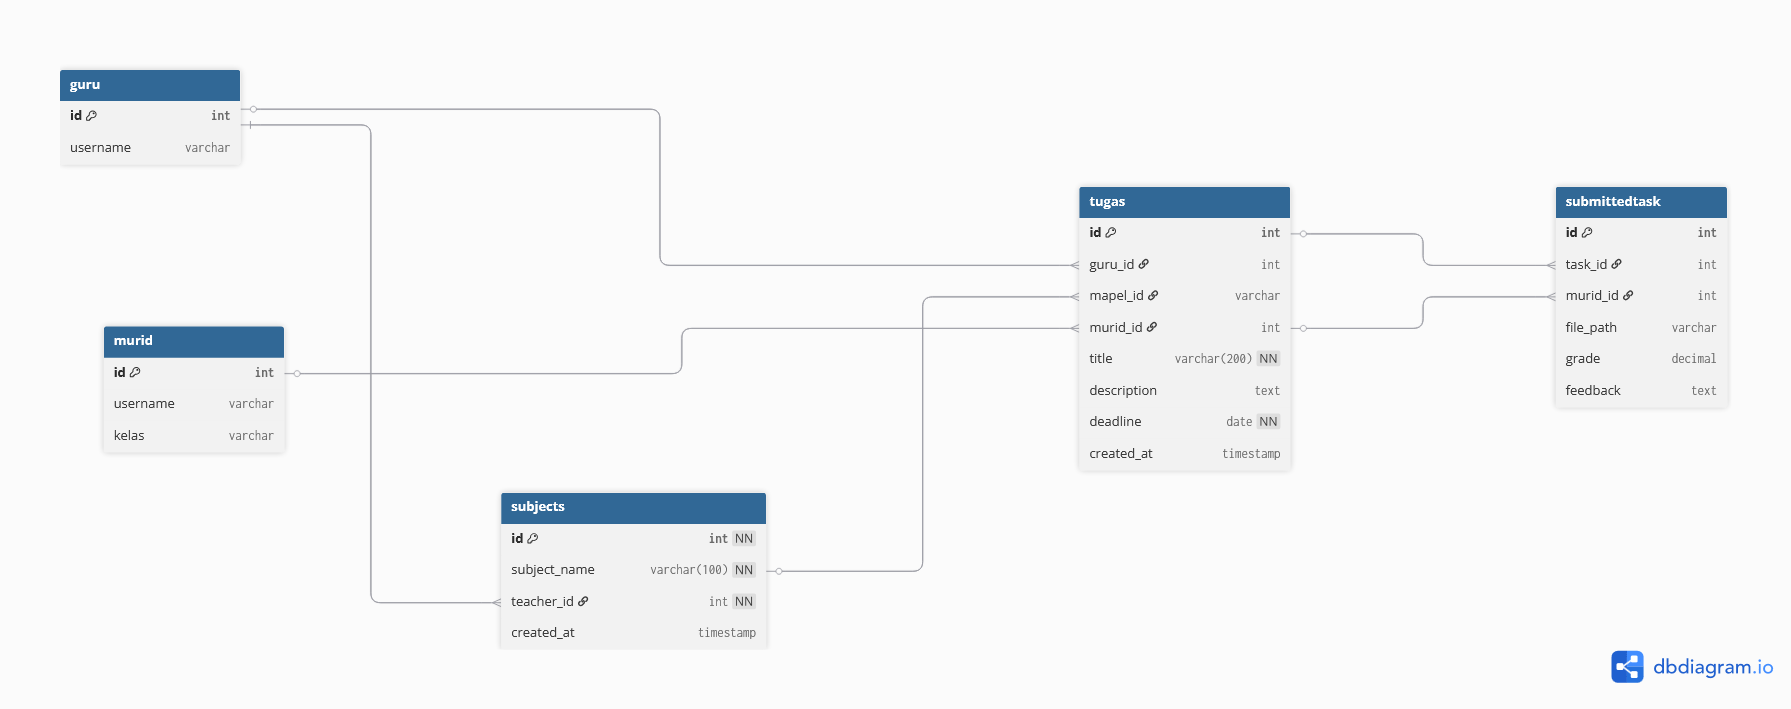 guru
id int
username varchar
murid
id int
username varchar
kelas varchar
subjects
id int NN
subject_name varchar(100) NN
teacher_id int NN
created_at timestamp
tugas
id int
guru_id int
mapel_id varchar
murid_id int
title varchar(200) NN
description text
deadline date NN
created_at timestamp
submittedtask
id int
task_id int
murid_id int
file_path varchar
grade decimal
feedback text
dbdiagram.io